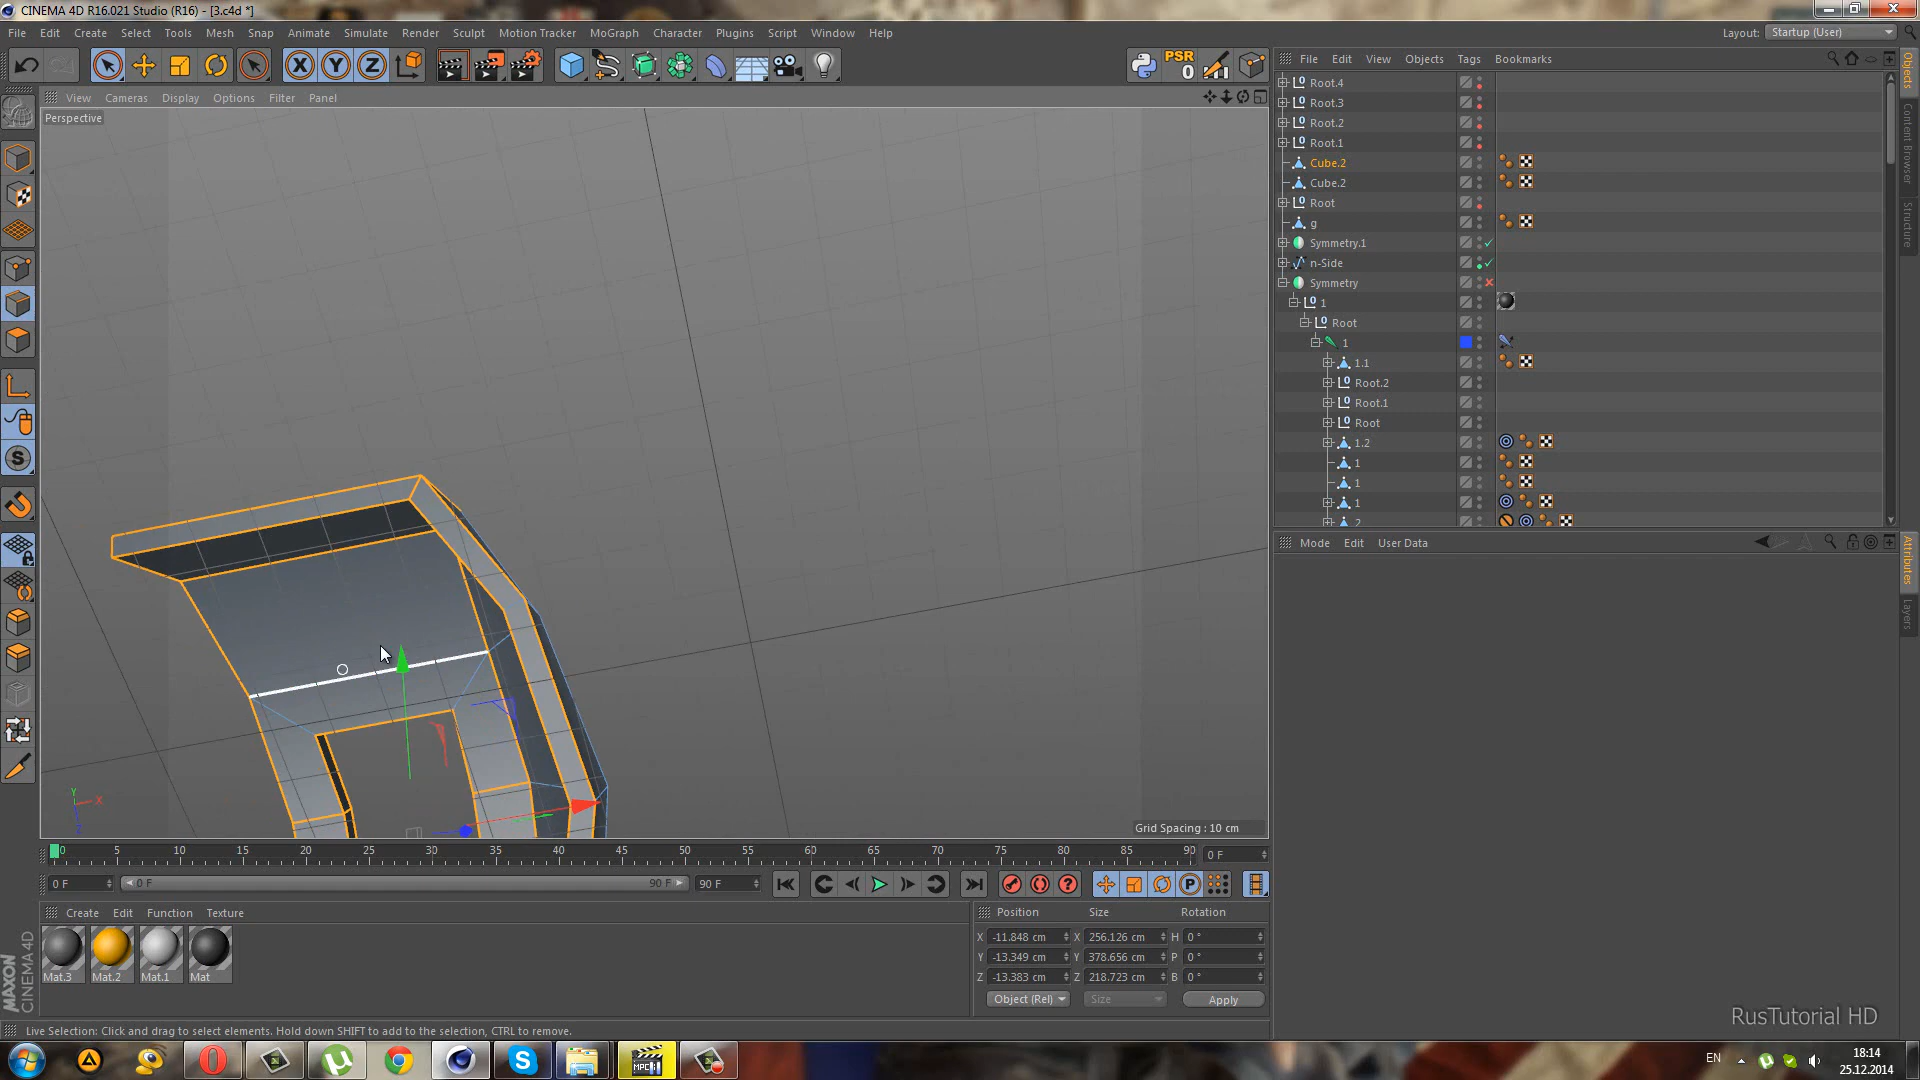 CINEMA 4D R16.021 Studio (R16) - [3.c4d *]
File Edit Create Select Tools Mesh Snap Animate Simulate Render Sculpt Motion Tracker MoGraph Character Plugins Script Window Help
Layout: Startup (User)
PSR
0
File Edit View Objects Tags Bookmarks
View Cameras Display Options Filter Panel
Perspective
Root.4
Root.3
Root.2
Root.1
Cube.2
Cube.2
Root
g
Symmetry.1
n-Side
Symmetry
1
Root
1
1.1
Root.2
Root.1
Root
1.2
1
1
1
2
Objects
Content Browser
Structure
Mode Edit User Data
Attributes
Layers
Grid Spacing : 10 cm
0 5 10 15 20 25 30 35 40 45 50 55 60 65 70 75 80 85 90
0 F
0 F 0 F 90 F 90 F
Create Edit Function Texture
Mat.3 Mat.2 Mat.1 Mat
MAXON
CINEMA 4D
Position Size Rotation
X -11.848 cm X 256.126 cm H 0 °
Y -13.349 cm Y 378.656 cm P 0 °
Z -13.383 cm Z 218.723 cm B 0 °
Object (Rel) Size Apply
Live Selection: Click and drag to select elements. Hold down SHIFT to add to the selection, CTRL to remove.
RusTutorial HD
EN
18:14
25.12.2014